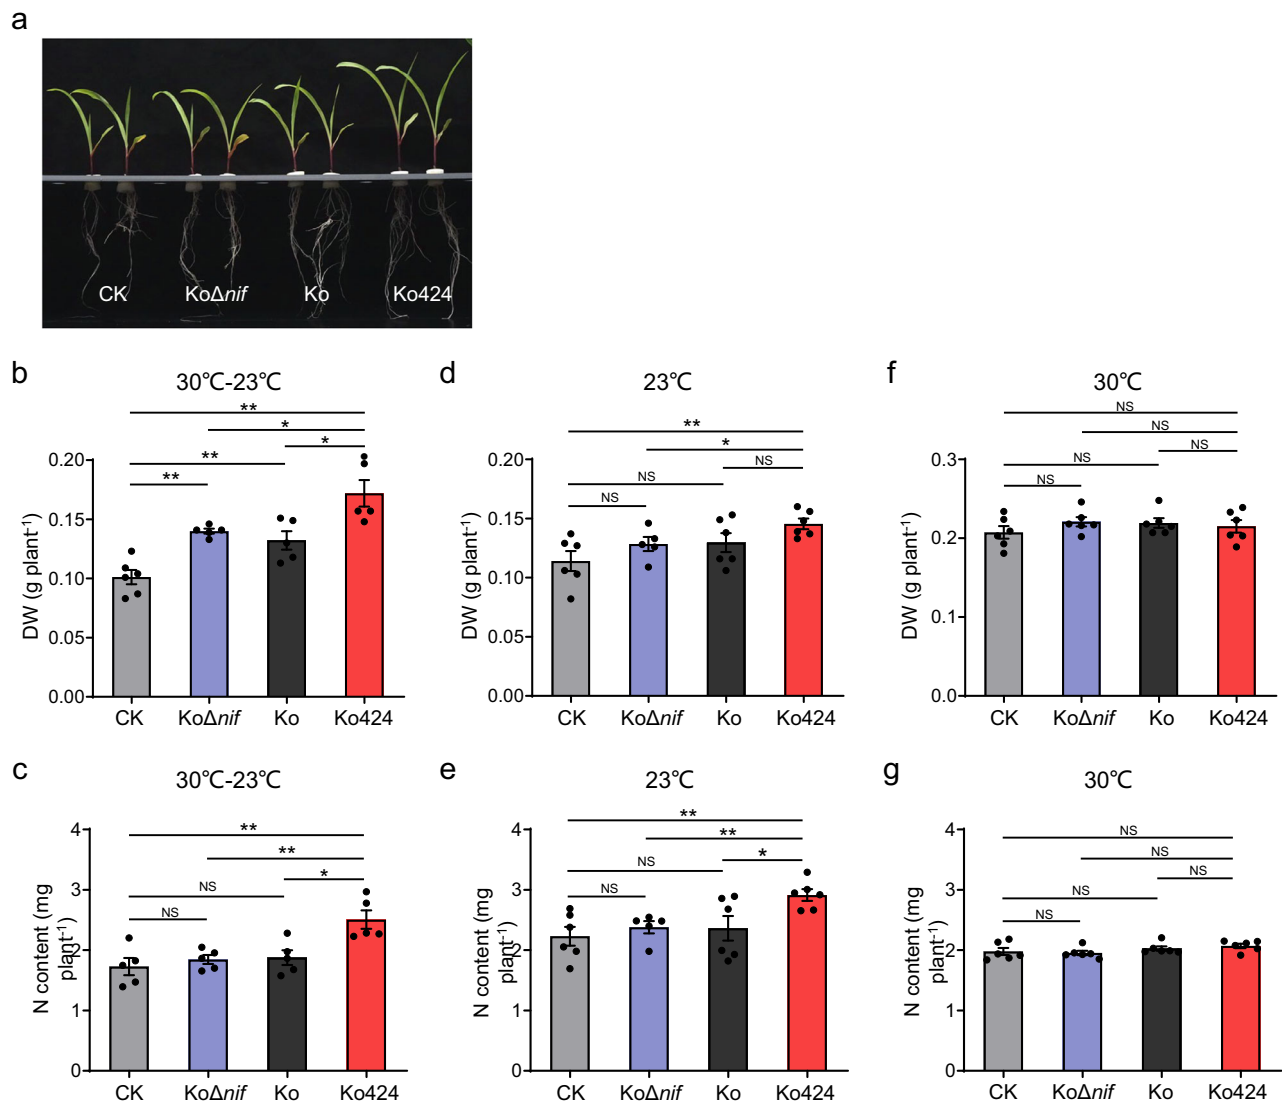 a
CK KoΔnif Ko Ko424
b
30℃-23℃
**
*
*
**
**
DW (g plant⁻¹)
0.20
0.15
0.10
0.05
0.00
CK KoΔnif Ko Ko424
d
23℃
**
*
NS
NS
NS
DW (g plant⁻¹)
0.20
0.15
0.10
0.05
0.00
CK KoΔnif Ko Ko424
f
30℃
NS
NS
NS
NS
NS
DW (g plant⁻¹)
0.3
0.2
0.1
0.0
CK KoΔnif Ko Ko424
c
30℃-23℃
**
**
*
NS
NS
N content (mg
plant⁻¹)
4
3
2
1
0
CK KoΔnif Ko Ko424
e
23℃
**
**
*
NS
NS
N content (mg
plant⁻¹)
4
3
2
1
0
CK KoΔnif Ko Ko424
g
30℃
NS
NS
NS
NS
NS
N content (mg
plant⁻¹)
4
3
2
1
0
CK KoΔnif Ko Ko424